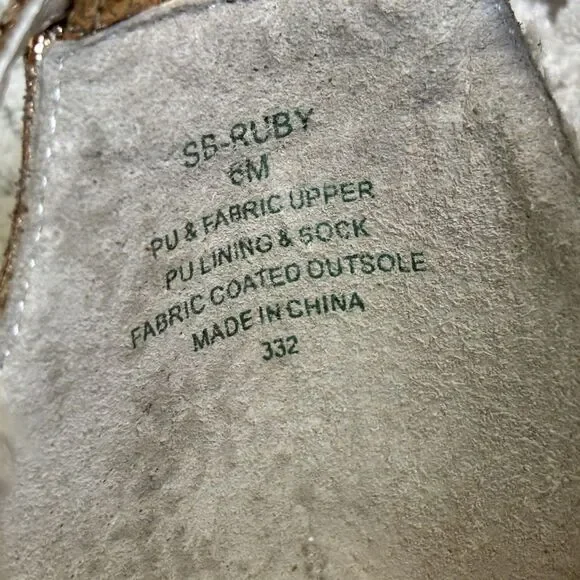 SB-RUBY
6M
PU & FABRIC UPPER
PU LINING & SOCK
FABRIC COATED OUTSOLE
MADE IN CHINA
332